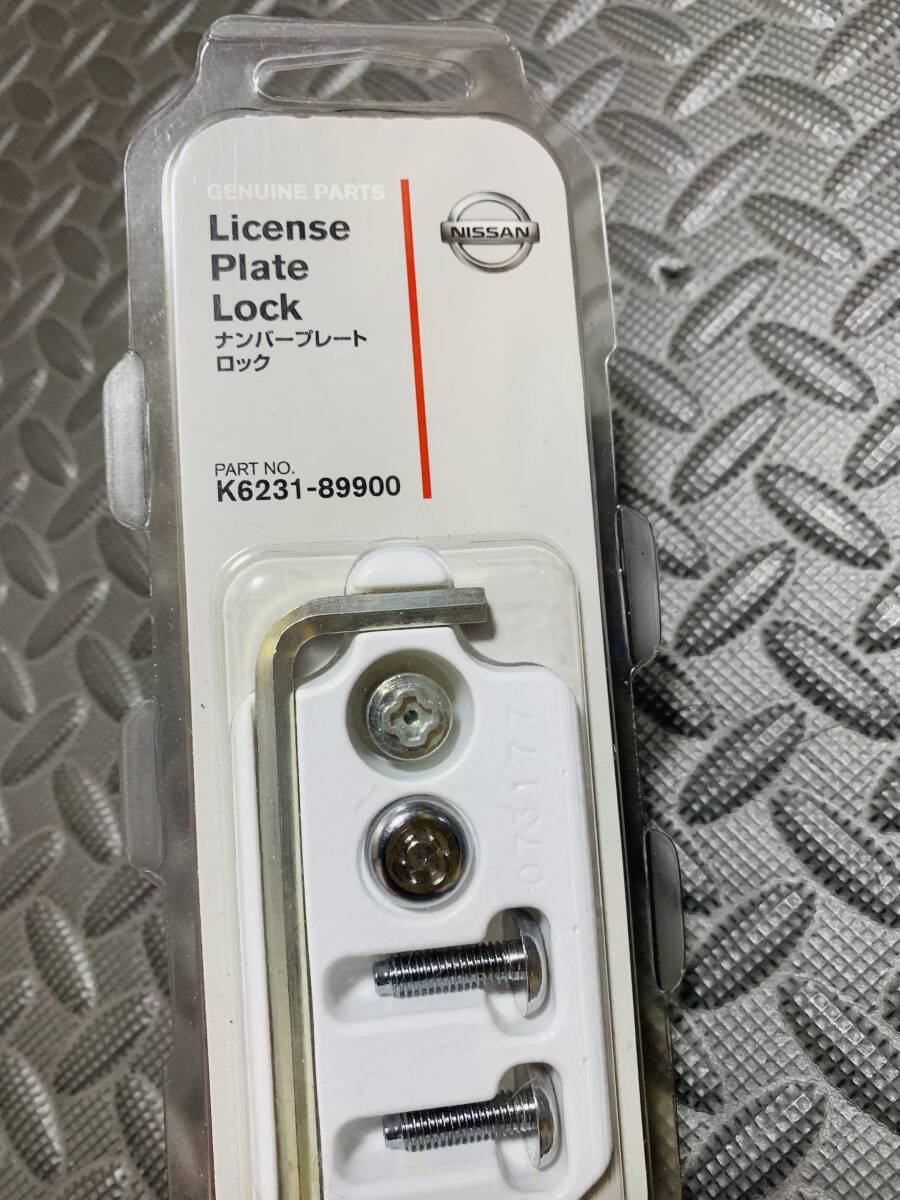 GENUINE PARTS
License
Plate
Lock
ナンバープレート
ロック
NISSAN
PART NO.
K6231-89900